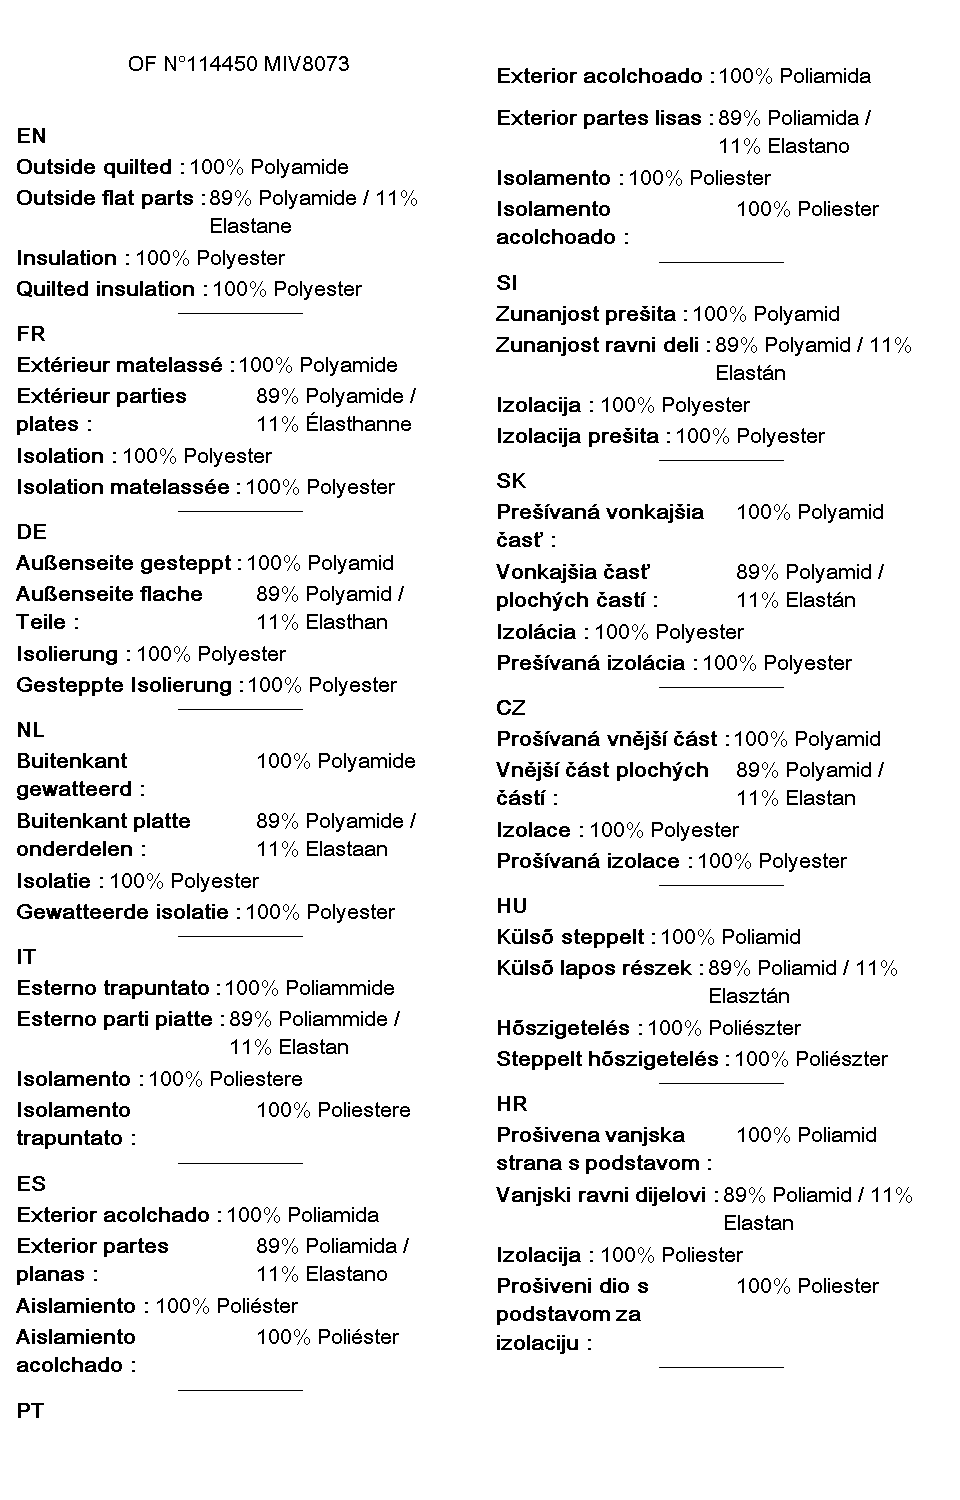 OF N°114450 MIV8073
EN
Outside quilted : 100% Polyamide
Outside flat parts : 89% Polyamide / 11%
Elastane
Insulation : 100% Polyester
Quilted insulation : 100% Polyester
FR
Extérieur matelassé : 100% Polyamide
Extérieur parties 89% Polyamide /
plates : 11% Élasthanne
Isolation : 100% Polyester
Isolation matelassée : 100% Polyester
DE
Außenseite gesteppt : 100% Polyamid
Außenseite flache 89% Polyamid /
Teile : 11% Elasthan
Isolierung : 100% Polyester
Gesteppte Isolierung : 100% Polyester
NL
Buitenkant 100% Polyamide
gewatteerd :
Buitenkant platte 89% Polyamide /
onderdelen : 11% Elastaan
Isolatie : 100% Polyester
Gewatteerde isolatie : 100% Polyester
IT
Esterno trapuntato : 100% Poliammide
Esterno parti piatte : 89% Poliammide /
11% Elastan
Isolamento : 100% Poliestere
Isolamento 100% Poliestere
trapuntato :
ES
Exterior acolchado : 100% Poliamida
Exterior partes 89% Poliamida /
planas : 11% Elastano
Aislamiento : 100% Poliéster
Aislamiento 100% Poliéster
acolchado :
PT
Exterior acolchoado : 100% Poliamida
Exterior partes lisas : 89% Poliamida /
11% Elastano
Isolamento : 100% Poliester
Isolamento 100% Poliester
acolchoado :
SI
Zunanjost prešita : 100% Polyamid
Zunanjost ravni deli : 89% Polyamid / 11%
Elastán
Izolacija : 100% Polyester
Izolacija prešita : 100% Polyester
SK
Prešívaná vonkajšia 100% Polyamid
časť :
Vonkajšia časť 89% Polyamid /
plochých častí : 11% Elastán
Izolácia : 100% Polyester
Prešívaná izolácia : 100% Polyester
CZ
Prošívaná vnější část : 100% Polyamid
Vnější část plochých 89% Polyamid /
částí : 11% Elastan
Izolace : 100% Polyester
Prošívaná izolace : 100% Polyester
HU
Külső steppelt : 100% Poliamid
Külső lapos részek : 89% Poliamid / 11%
Elasztán
Hőszigetelés : 100% Poliészter
Steppelt hőszigetelés : 100% Poliészter
HR
Prošivena vanjska 100% Poliamid
strana s podstavom :
Vanjski ravni dijelovi : 89% Poliamid / 11%
Elastan
Izolacija : 100% Poliester
Prošiveni dio s 100% Poliester
podstavom za
izolaciju :